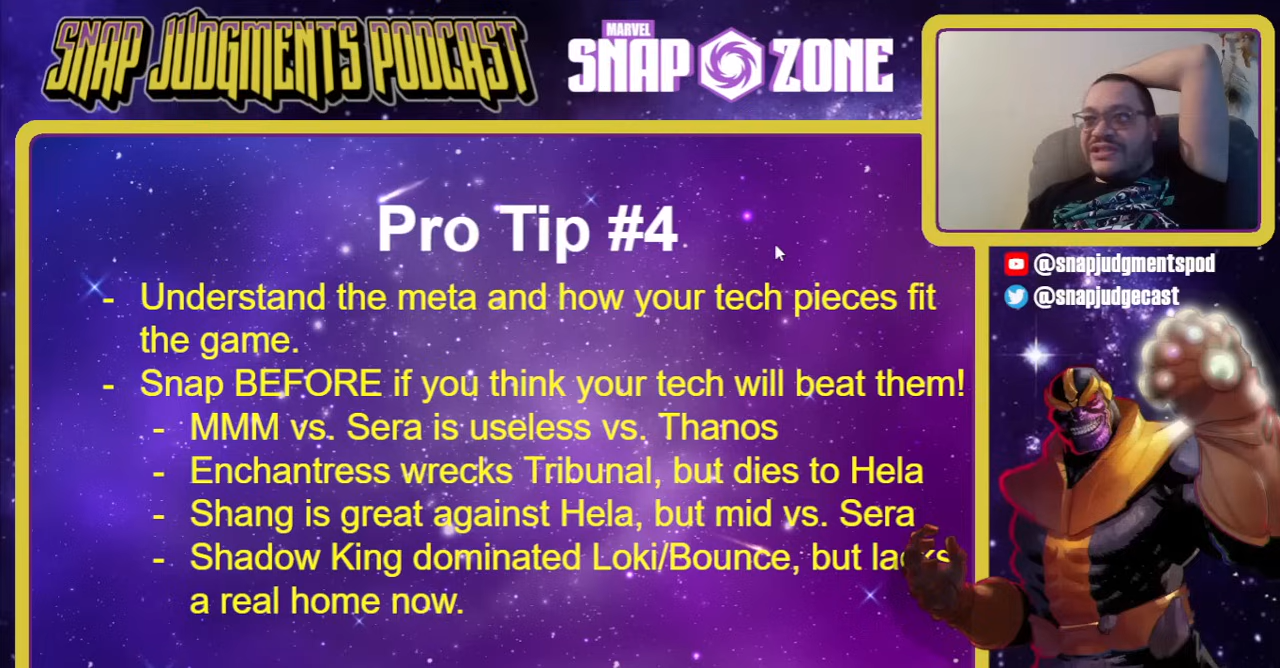 SNAP JUDGMENTS PODCAST
MARVEL
SNAP ZONE
Pro Tip #4
- Understand the meta and how your tech pieces fit
the game.
- Snap BEFORE if you think your tech will beat them!
- MMM vs. Sera is useless vs. Thanos
- Enchantress wrecks Tribunal, but dies to Hela
- Shang is great against Hela, but mid vs. Sera
- Shadow King dominated Loki/Bounce, but lacks
a real home now.
@snapjudgmentspod
@snapjudgecast